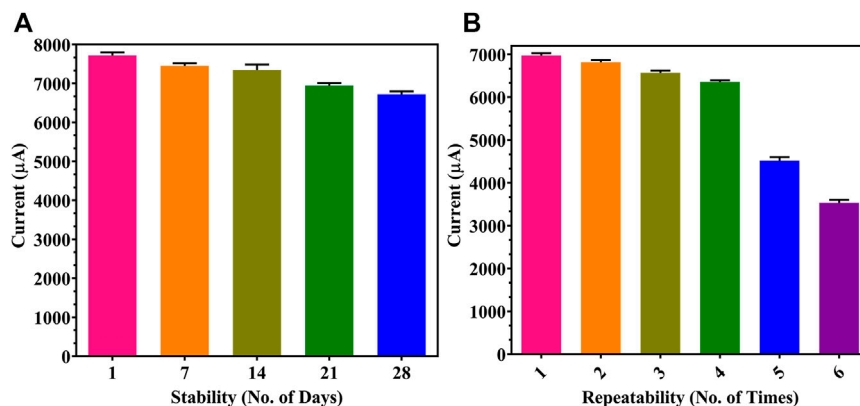 A
8000
7000
6000
5000
4000
3000
2000
1000
0
Current (μA)
1 7 14 21 28
Stability (No. of Days)
B
7000
6000
5000
4000
3000
2000
1000
0
Current (μA)
1 2 3 4 5 6
Repeatability (No. of Times)